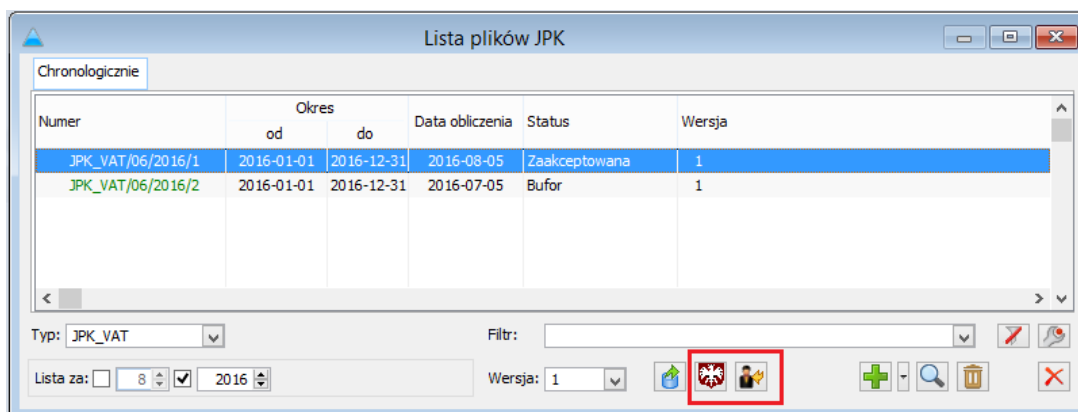 Lista plików JPK
Chronologicznie
Numer Okres Data obliczenia Status Wersja
od do
JPK_VAT/06/2016/1 2016-01-01 2016-12-31 2016-08-05 Zaakceptowana 1
JPK_VAT/06/2016/2 2016-01-01 2016-12-31 2016-07-05 Bufor 1
Typ: JPK_VAT Filtr:
Lista za: 8 2016 Wersja: 1